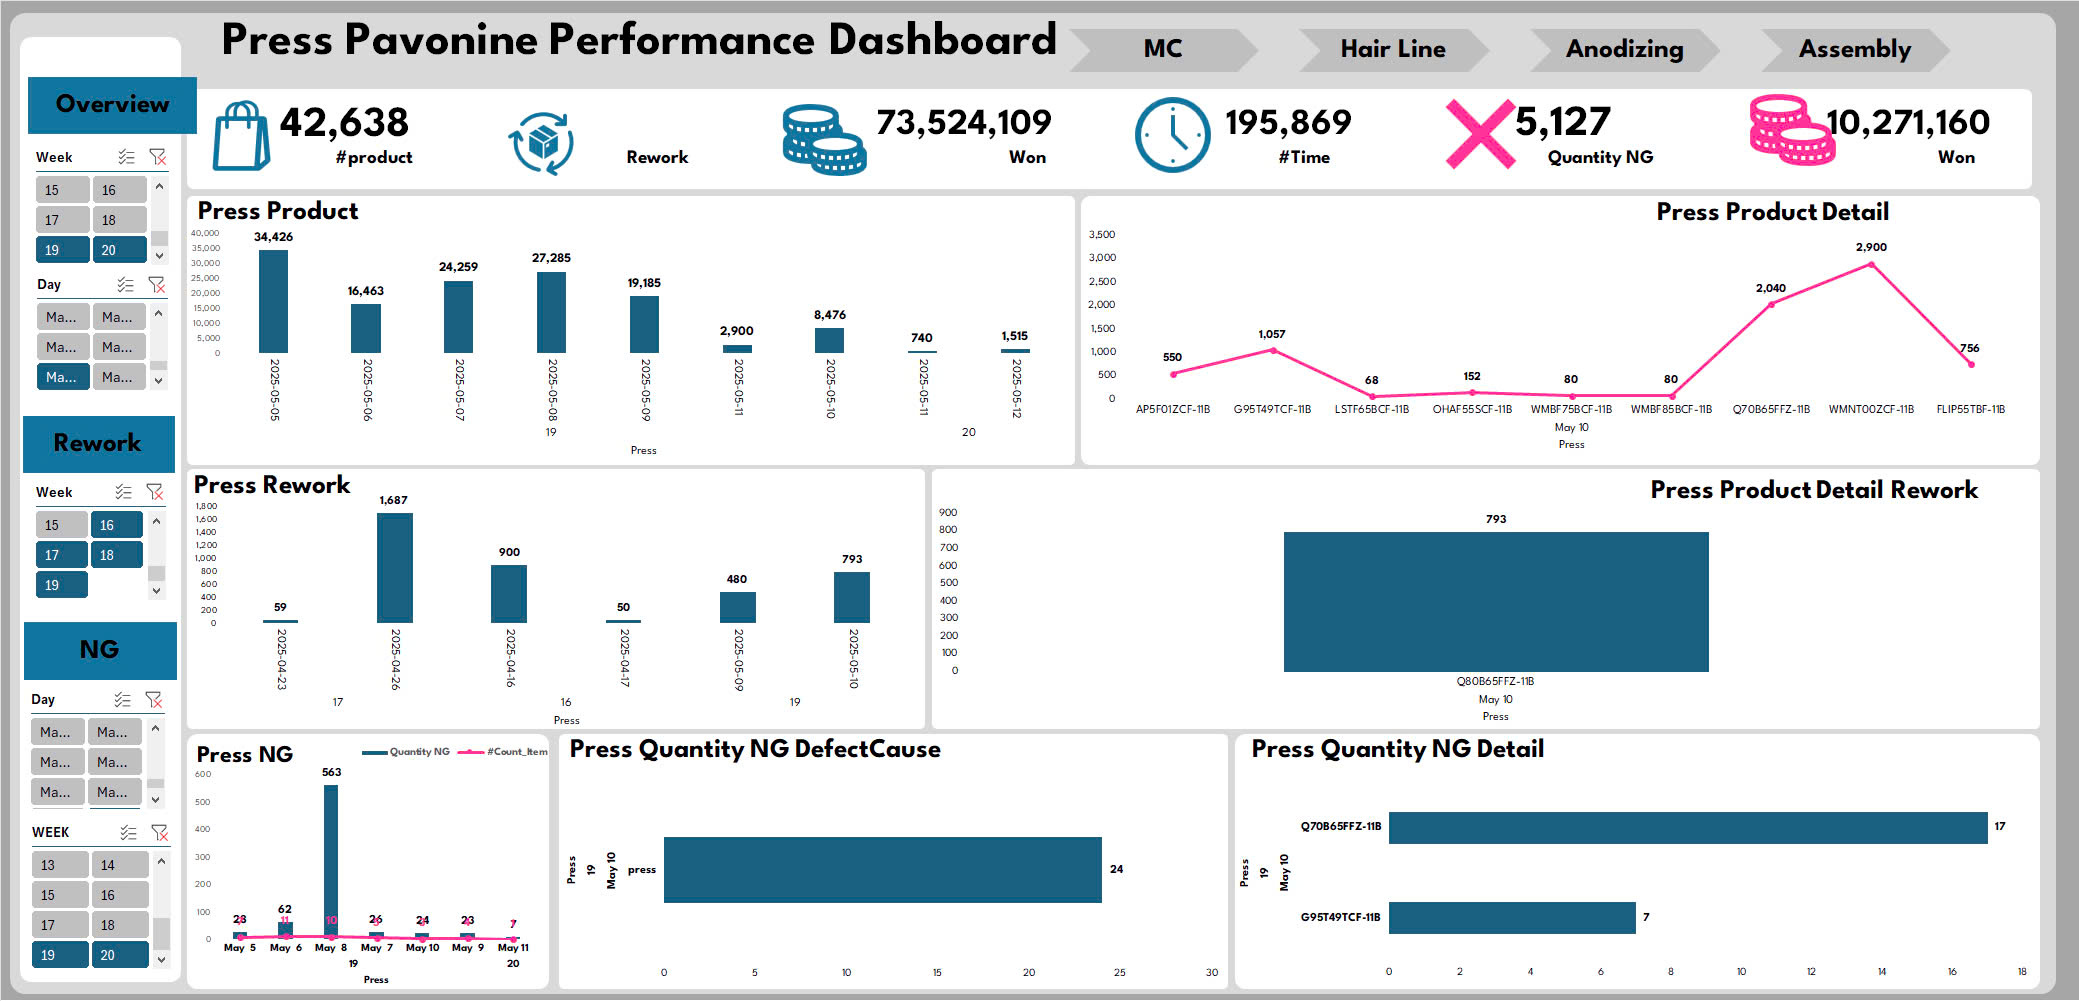 Press Pavonine Performance Dashboard
MC
Hair Line
Anodizing
Assembly
Overview
Week
15
16
17
18
19
20
Day
Ma...
Ma...
Ma...
Ma...
Ma...
Ma...
Rework
Week
15
16
17
18
19
NG
Day
Ma...
Ma...
Ma...
Ma...
Ma...
Ma...
WEEK
13
14
15
16
17
18
19
20
42,638
#product
Rework
73,524,109
Won
195,869
#Time
5,127
Quantity NG
10,271,160
Won
Press Product
40,000
35,000
30,000
25,000
20,000
15,000
10,000
5,000
0
34,426
16,463
24,259
27,285
19,185
2,900
8,476
740
1,515
2025-05-05
2025-05-06
2025-05-07
2025-05-08
2025-05-09
2025-05-11
2025-05-10
2025-05-11
2025-05-12
19
20
Press
Press Product Detail
3,500
3,000
2,500
2,000
1,500
1,000
500
0
550
1,057
68
152
80
80
2,040
2,900
756
AP5F01ZCF-11B
G95T49TCF-11B
LSTF65BCF-11B
OHAF55SCF-11B
WMBF75BCF-11B
WMBF85BCF-11B
Q70B65FFZ-11B
WMNT00ZCF-11B
FLIP55TBF-11B
May 10
Press
Press Rework
1,800
1,600
1,400
1,200
1,000
800
600
400
200
0
59
1,687
900
50
480
793
2025-04-23
2025-04-26
2025-04-16
2025-04-17
2025-05-09
2025-05-10
17
16
19
Press
Press Product Detail Rework
900
800
700
600
500
400
300
200
100
0
793
Q80B65FFZ-11B
May 10
Press
Press NG
Quantity NG
#Count_Item
600
500
400
300
200
100
0
28
62
563
26
24
23
7
11
10
May 5
May 6
May 8
May 7
May 10
May 9
May 11
19
20
Press
Press Quantity NG DefectCause
Press
19
May 10
press
24
0
5
10
15
20
25
30
Press Quantity NG Detail
Press
19
May 10
Q70B65FFZ-11B
17
G95T49TCF-11B
7
0
2
4
6
8
10
12
14
16
18